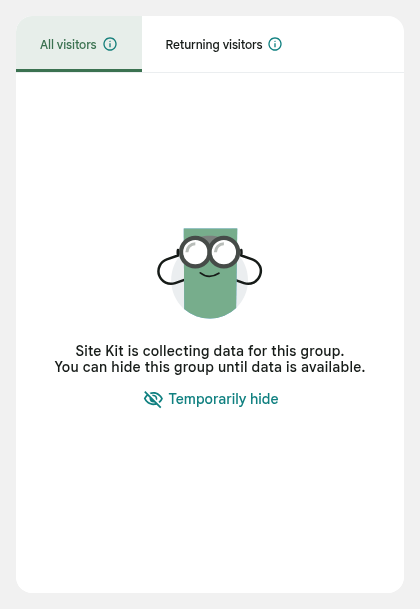 All visitors
Returning visitors
Site Kit is collecting data for this group.
You can hide this group until data is available.
Temporarily hide